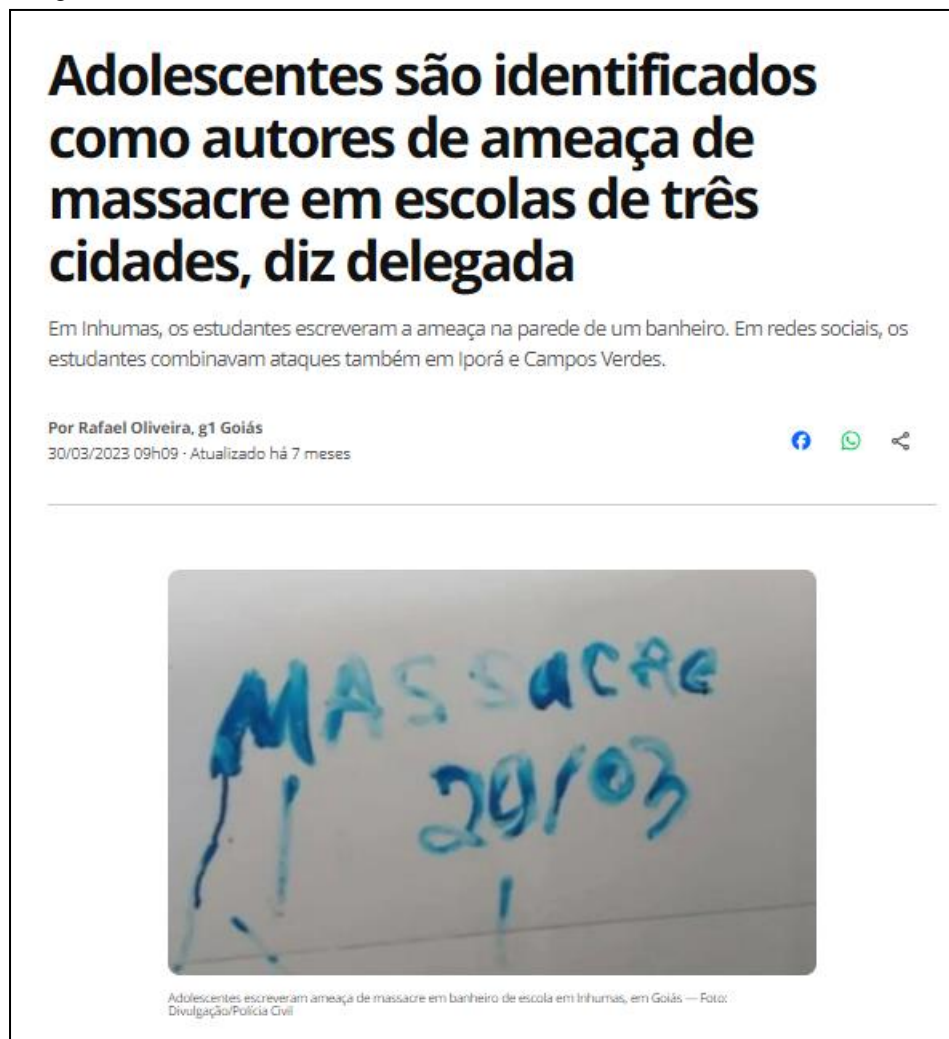 Adolescentes são identificados
como autores de ameaça de
massacre em escolas de três
cidades, diz delegada
Em Inhumas, os estudantes escreveram a ameaça na parede de um banheiro. Em redes sociais, os
estudantes combinavam ataques também em Iporá e Campos Verdes.
Por Rafael Oliveira, g1 Goiás
30/03/2023 09h09 · Atualizado há 7 meses
MASSaCRe
29/03
Adolescentes escreveram ameaça de massacre em banheiro de escola em Inhumas, em Goiás — Foto:
Divulgação/Polícia Civil